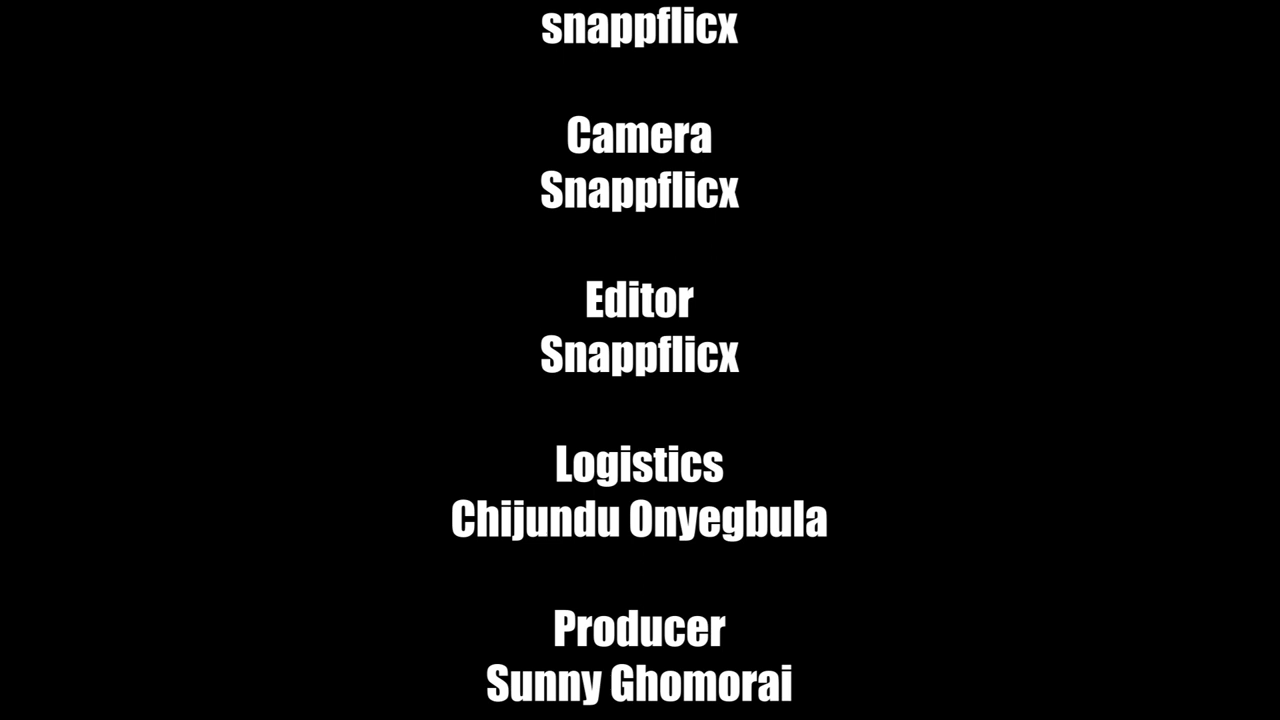 snappflicx
Camera
Snappflicx
Editor
Snappflicx
Logistics
Chijundu Onyegbula
Producer
Sunny Ghomorai